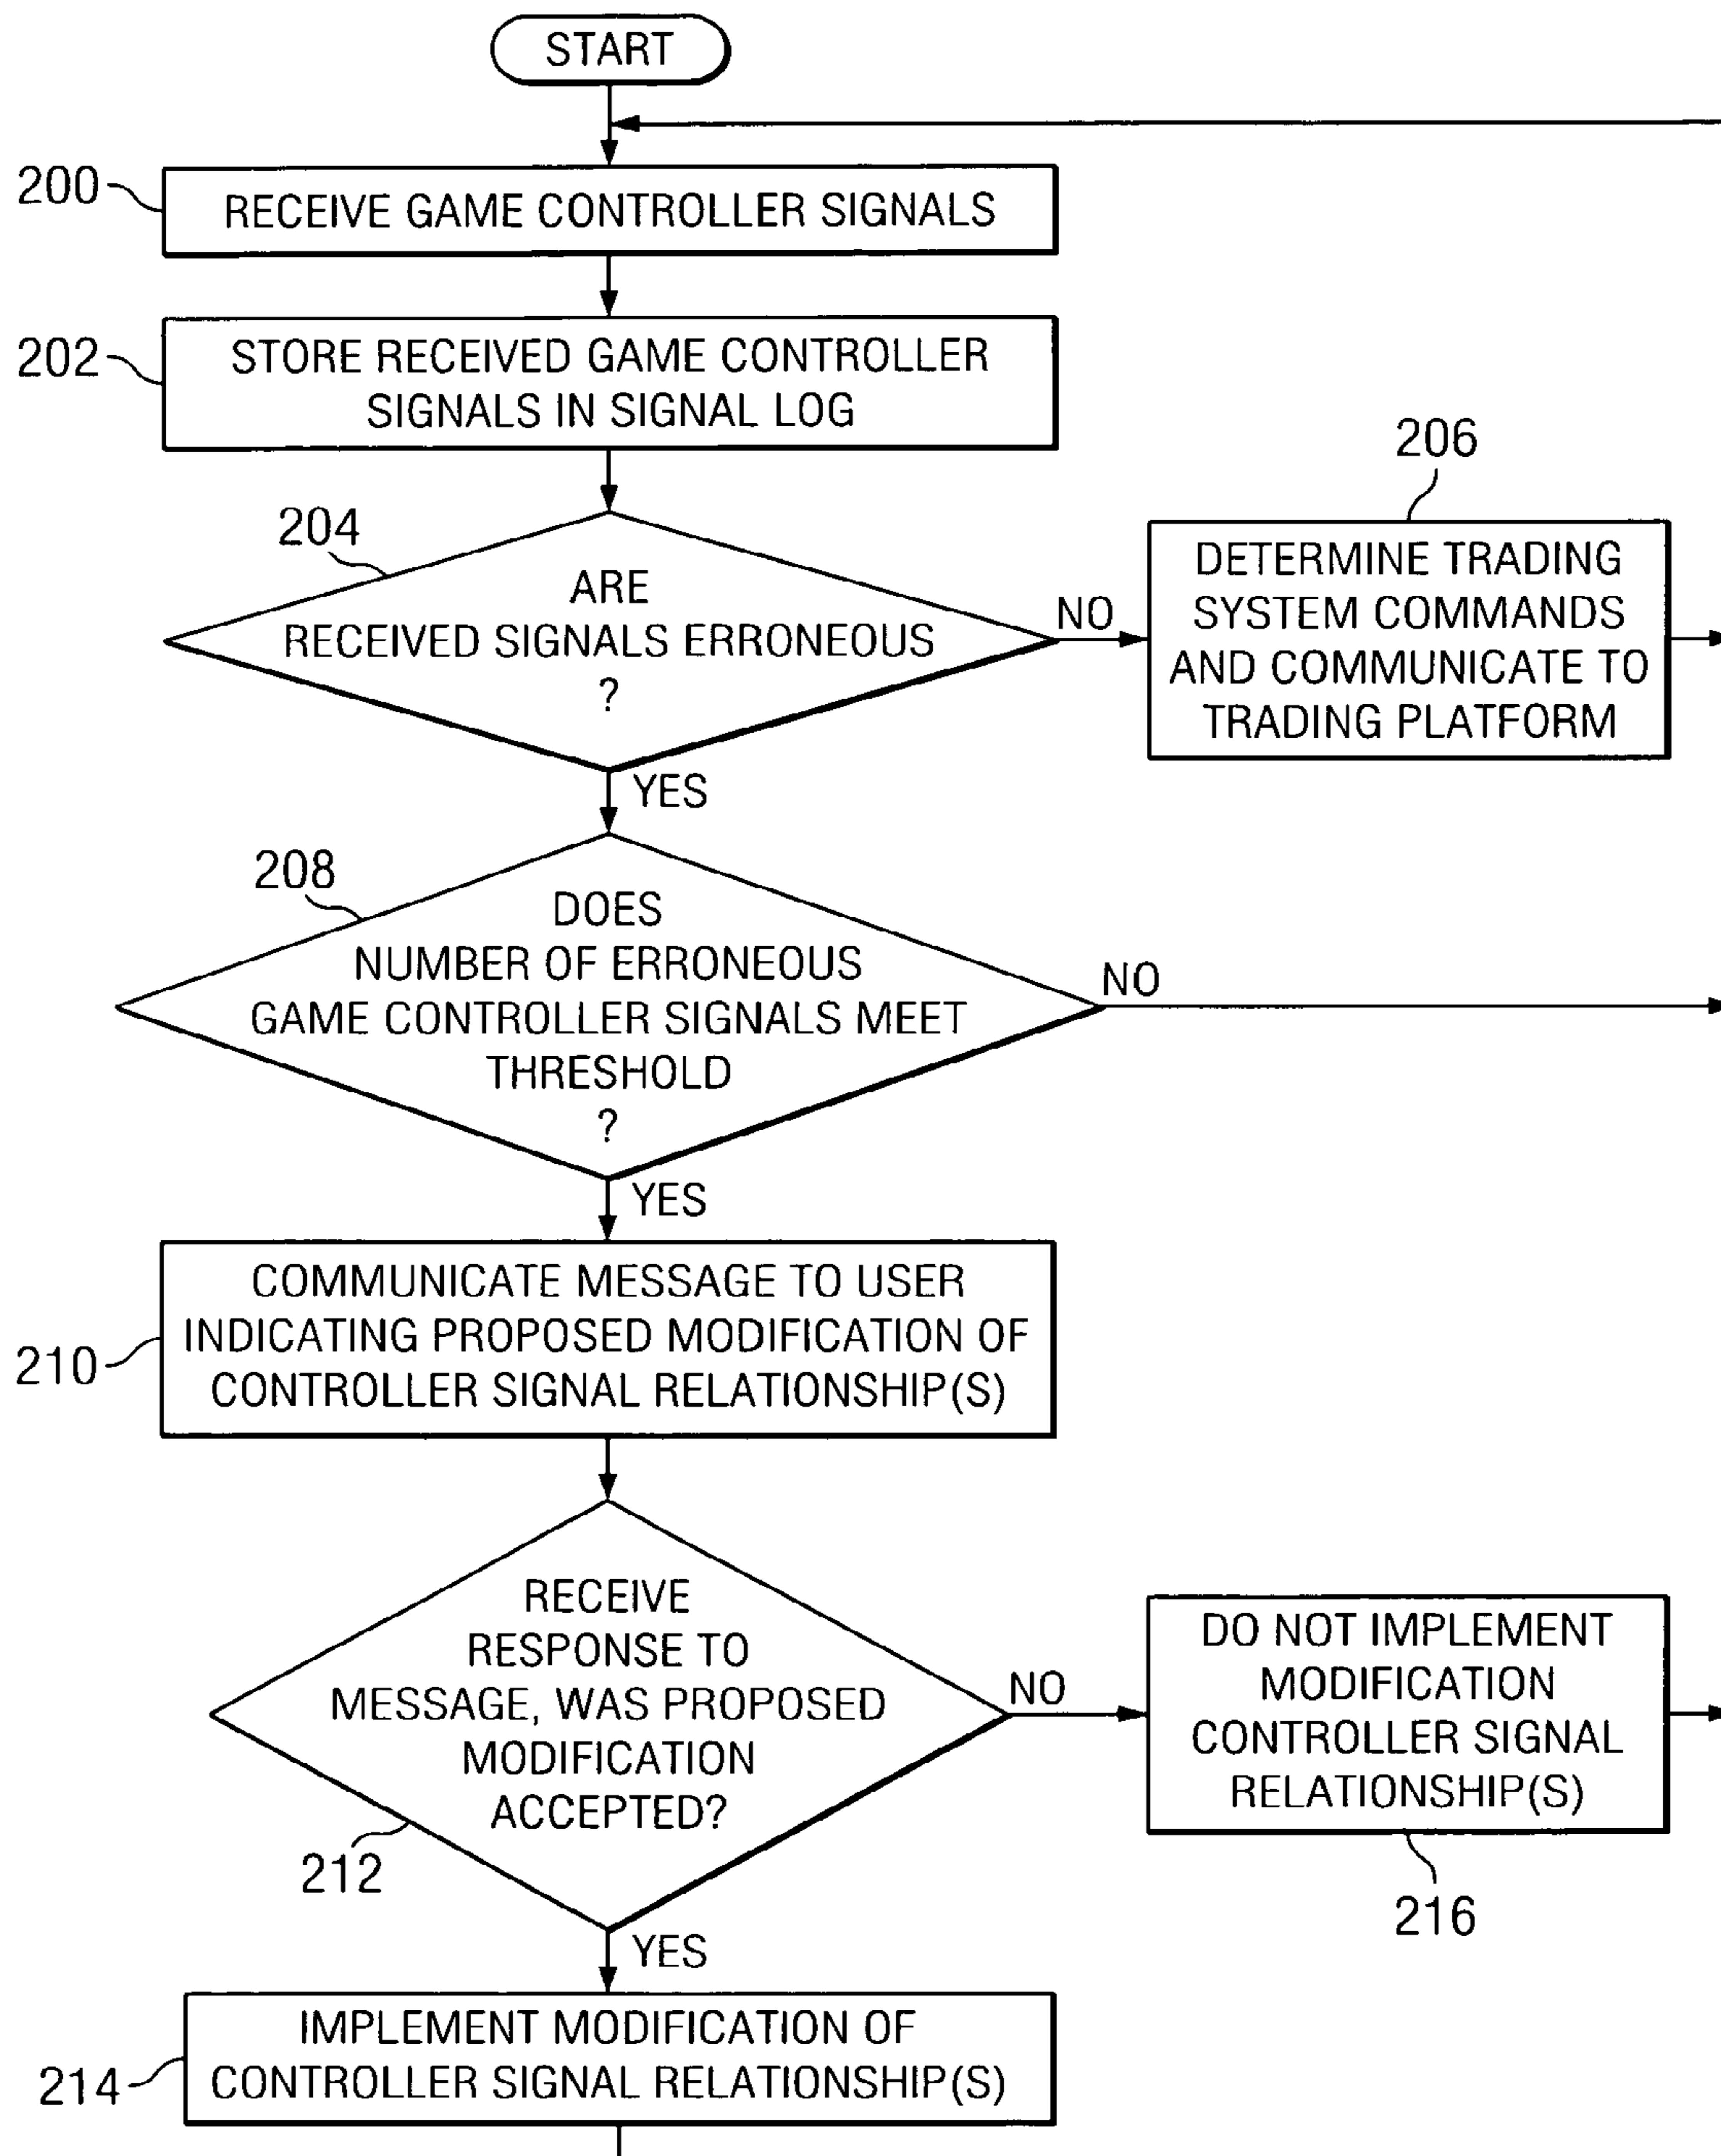 START
200
RECEIVE GAME CONTROLLER SIGNALS
202
STORE RECEIVED GAME CONTROLLER
SIGNALS IN SIGNAL LOG
204
ARE
RECEIVED SIGNALS ERRONEOUS
?
NO
206
DETERMINE TRADING
SYSTEM COMMANDS
AND COMMUNICATE TO
TRADING PLATFORM
YES
208
DOES
NUMBER OF ERRONEOUS
GAME CONTROLLER SIGNALS MEET
THRESHOLD
?
NO
YES
210
COMMUNICATE MESSAGE TO USER
INDICATING PROPOSED MODIFICATION OF
CONTROLLER SIGNAL RELATIONSHIP(S)
RECEIVE
RESPONSE TO
MESSAGE, WAS PROPOSED
MODIFICATION
ACCEPTED?
212
NO
DO NOT IMPLEMENT
MODIFICATION
CONTROLLER SIGNAL
RELATIONSHIP(S)
216
YES
214
IMPLEMENT MODIFICATION OF
CONTROLLER SIGNAL RELATIONSHIP(S)